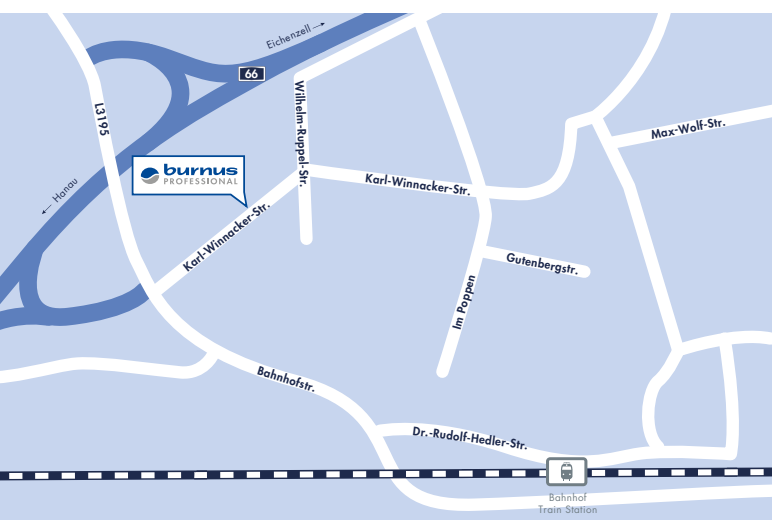 Eichenzell →
66
L3195
Wilhelm-Ruppel-Str.
Max-Wolf-Str.
burnus
PROFESSIONAL
Karl-Winnacker-Str.
← Hanau
Karl-Winnacker-Str.
Gutenbergstr.
Im Poppen
Bahnhofstr.
Dr.-Rudolf-Hedler-Str.
Bahnhof
Train Station